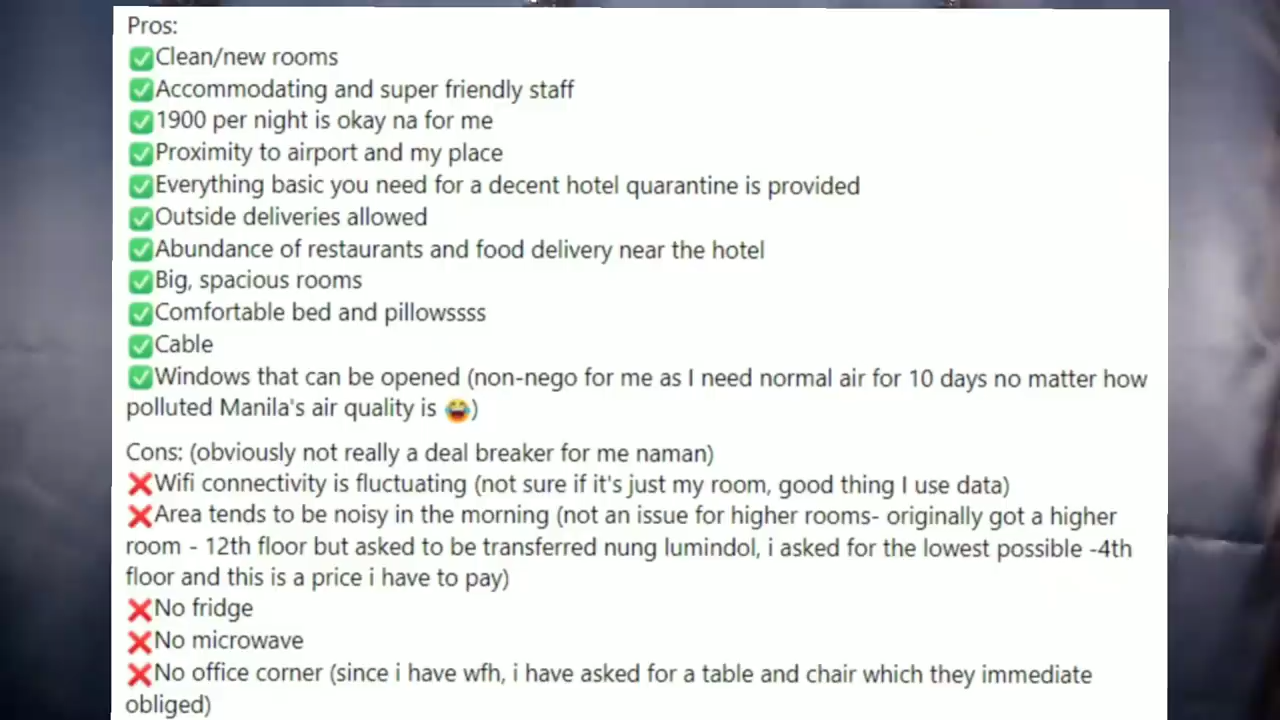 Pros:
✅Clean/new rooms
✅Accommodating and super friendly staff
✅1900 per night is okay na for me
✅Proximity to airport and my place
✅Everything basic you need for a decent hotel quarantine is provided
✅Outside deliveries allowed
✅Abundance of restaurants and food delivery near the hotel
✅Big, spacious rooms
✅Comfortable bed and pillowssss
✅Cable
✅Windows that can be opened (non-nego for me as I need normal air for 10 days no matter how
polluted Manila's air quality is 😂)
Cons: (obviously not really a deal breaker for me naman)
❌Wifi connectivity is fluctuating (not sure if it's just my room, good thing I use data)
❌Area tends to be noisy in the morning (not an issue for higher rooms- originally got a higher
room - 12th floor but asked to be transferred nung lumindol, i asked for the lowest possible -4th
floor and this is a price i have to pay)
❌No fridge
❌No microwave
❌No office corner (since i have wfh, i have asked for a table and chair which they immediate
obliged)